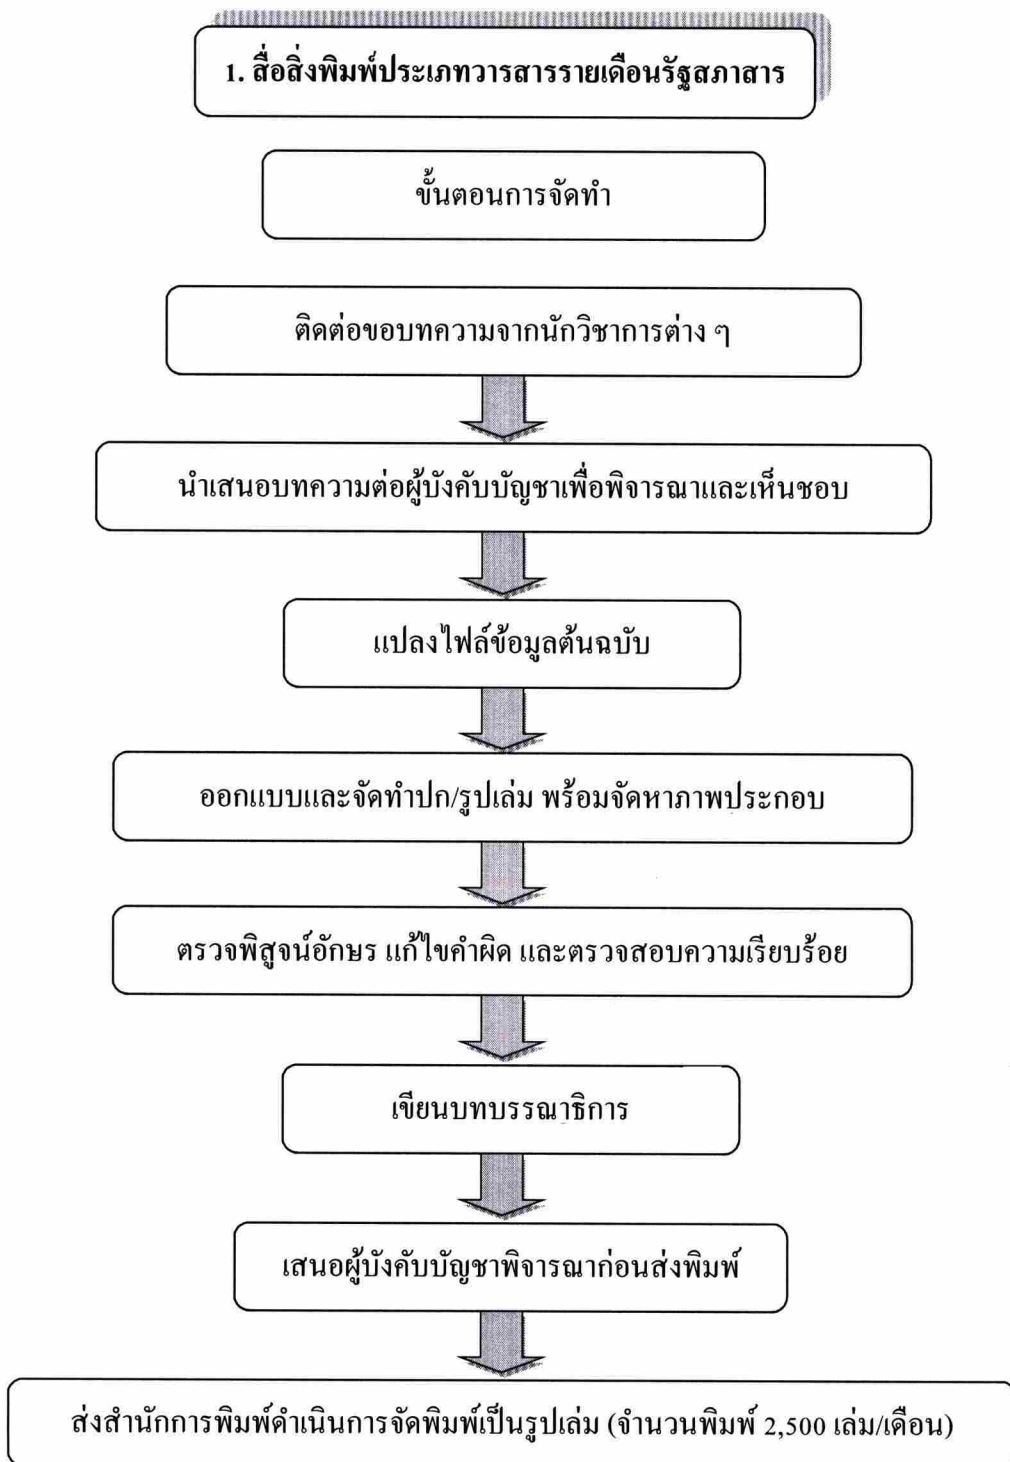 1. สื่อสิ่งพิมพ์ประเภทวารสารรายเดือนรัฐสภาสาร
ขั้นตอนการจัดทำ
ติดต่อขอบทความจากนักวิชาการต่าง ๆ
นำเสนอบทความต่อผู้บังคับบัญชาเพื่อพิจารณาและเห็นชอบ
แปลงไฟล์ข้อมูลต้นฉบับ
ออกแบบและจัดทำปก/รูปเล่ม พร้อมจัดหาภาพประกอบ
ตรวจพิสูจน์อักษร แก้ไขคำผิด และตรวจสอบความเรียบร้อย
เขียนบทบรรณาธิการ
เสนอผู้บังคับบัญชาพิจารณาก่อนส่งพิมพ์
ส่งสำนักการพิมพ์ดำเนินการจัดพิมพ์เป็นรูปเล่ม (จำนวนพิมพ์ 2,500 เล่ม/เดือน)